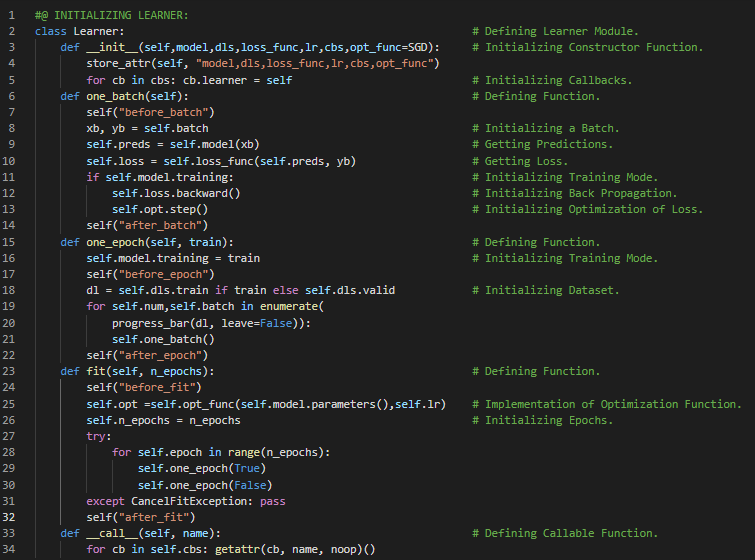 1 #@ INITIALIZING LEARNER:
2 class Learner: # Defining Learner Module.
3 def __init__(self,model,dls,loss_func,lr,cbs,opt_func=SGD): # Initializing Constructor Function.
4 store_attr(self, "model,dls,loss_func,lr,cbs,opt_func")
5 for cb in cbs: cb.learner = self # Initializing Callbacks.
6 def one_batch(self): # Defining Function.
7 self("before_batch")
8 xb, yb = self.batch # Initializing a Batch.
9 self.preds = self.model(xb) # Getting Predictions.
10 self.loss = self.loss_func(self.preds, yb) # Getting Loss.
11 if self.model.training: # Initializing Training Mode.
12 self.loss.backward() # Initializing Back Propagation.
13 self.opt.step() # Initializing Optimization of Loss.
14 self("after_batch")
15 def one_epoch(self, train): # Defining Function.
16 self.model.training = train # Initializing Training Mode.
17 self("before_epoch")
18 dl = self.dls.train if train else self.dls.valid # Initializing Dataset.
19 for self.num,self.batch in enumerate(
20 progress_bar(dl, leave=False)):
21 self.one_batch()
22 self("after_epoch")
23 def fit(self, n_epochs): # Defining Function.
24 self("before_fit")
25 self.opt =self.opt_func(self.model.parameters(),self.lr) # Implementation of Optimization Function.
26 self.n_epochs = n_epochs # Initializing Epochs.
27 try:
28 for self.epoch in range(n_epochs):
29 self.one_epoch(True)
30 self.one_epoch(False)
31 except CancelFitException: pass
32 self("after_fit")
33 def __call__(self, name): # Defining Callable Function.
34 for cb in self.cbs: getattr(cb, name, noop)()